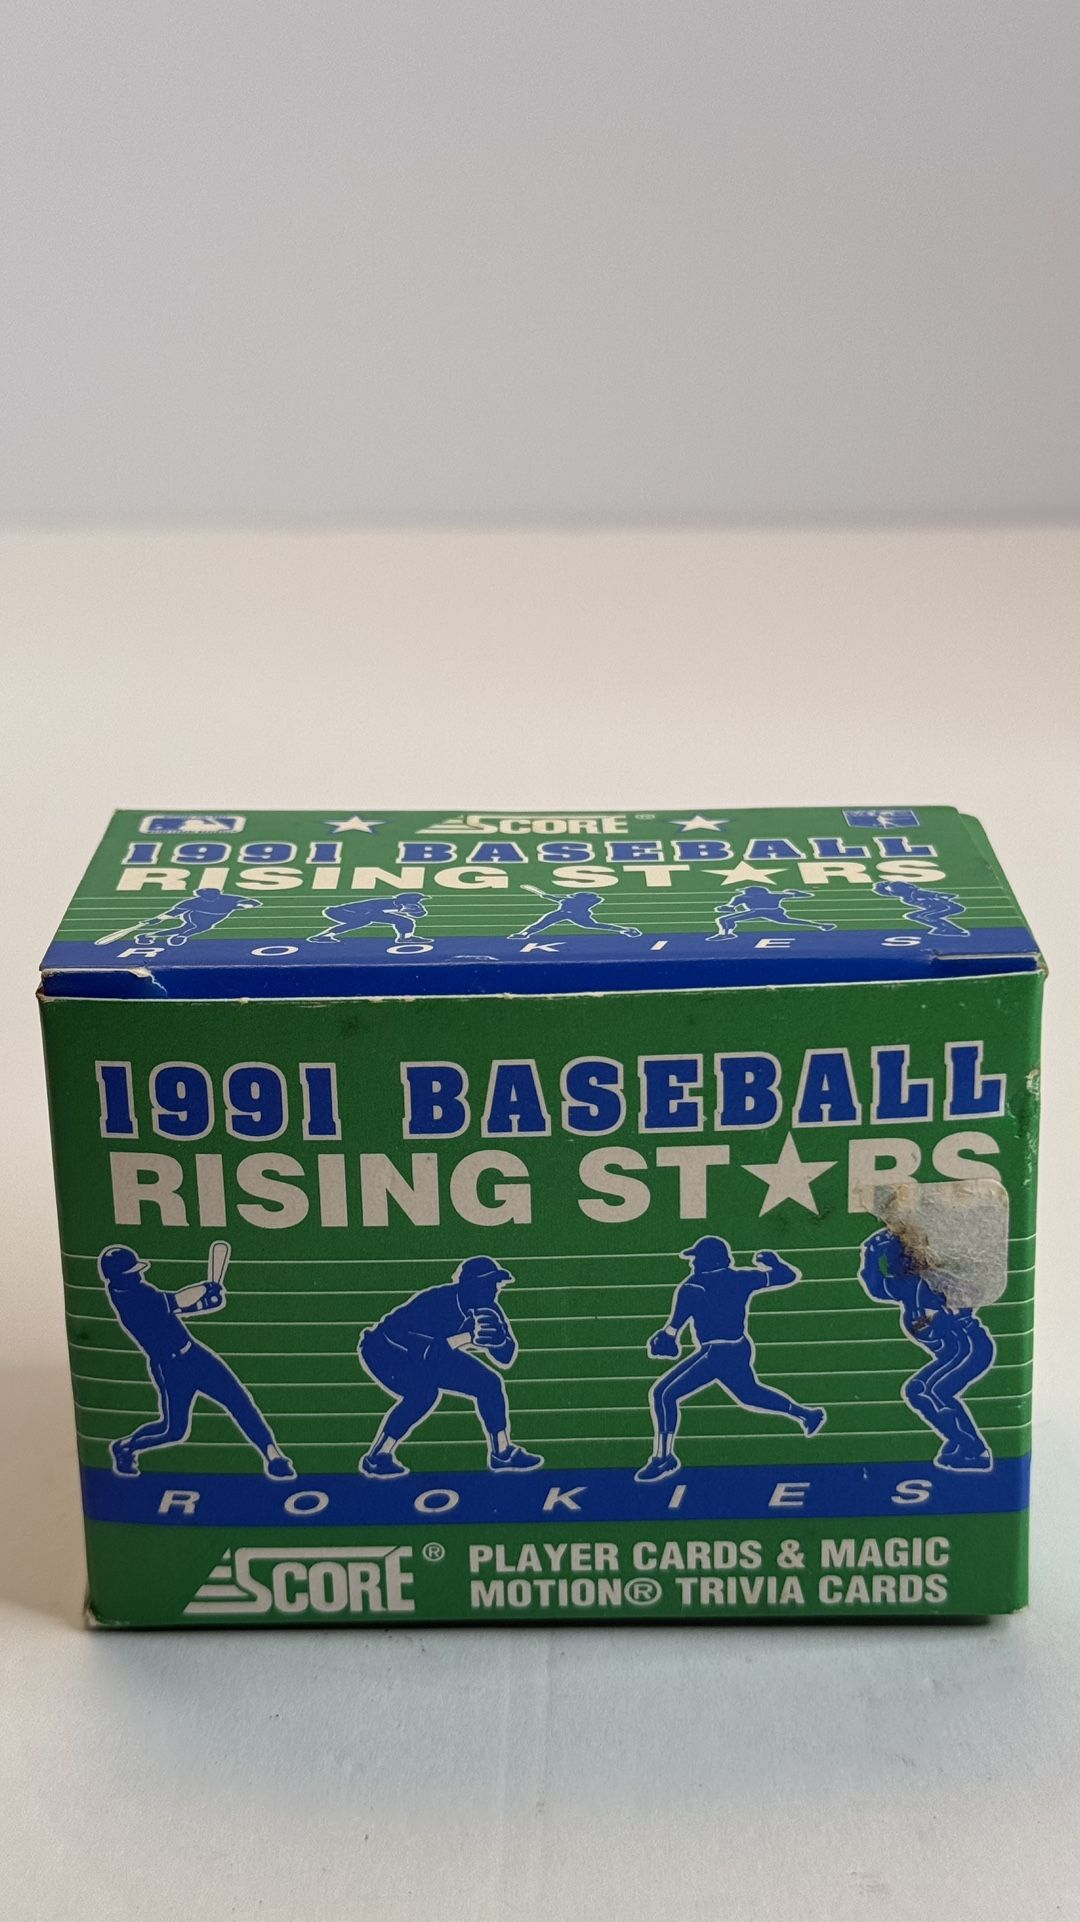 SCORE®
1991 BASEBALL
RISING ST★RS
ROOKIES
1991 BASEBALL
RISING ST★RS
ROOKIES
SCORE® PLAYER CARDS & MAGIC
MOTION® TRIVIA CARDS